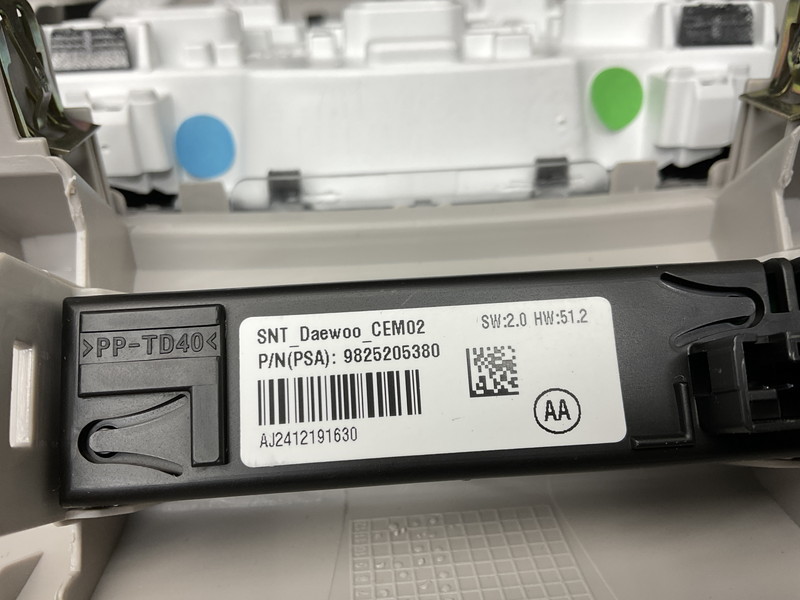 >PP-TD40<
SNT_Daewoo_CEM02
SW:2.0 HW:51.2
P/N(PSA): 9825205380
AJ2412191630
AA